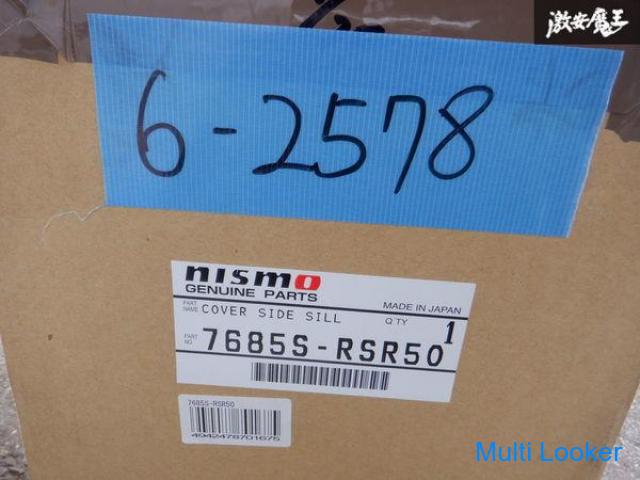 激安魔王
6-2578
nismo
GENUINE PARTS
MADE IN JAPAN
PART NAME COVER SIDE SILL
Q'TY 1
PART NO 7685S-RSR50
7685S-RSR50
4942478701675
Multi Looker